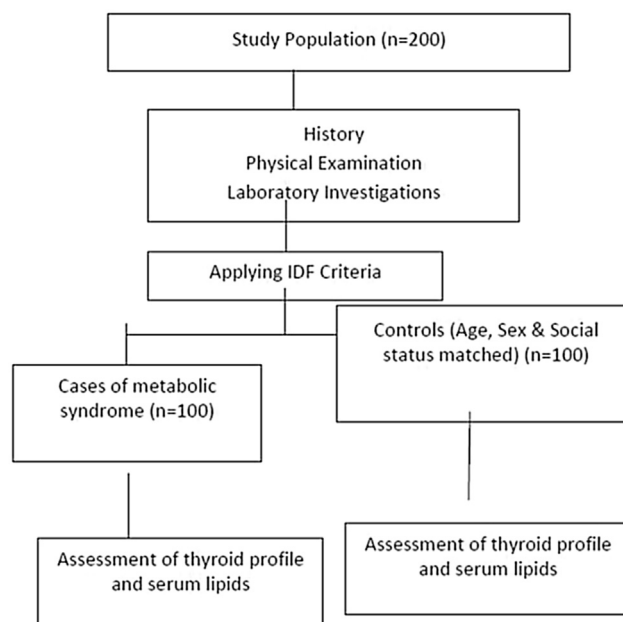 Study Population (n=200)
History
Physical Examination
Laboratory Investigations
Applying IDF Criteria
Controls (Age, Sex & Social
status matched) (n=100)
Cases of metabolic
syndrome (n=100)
Assessment of thyroid profile
and serum lipids
Assessment of thyroid profile
and serum lipids